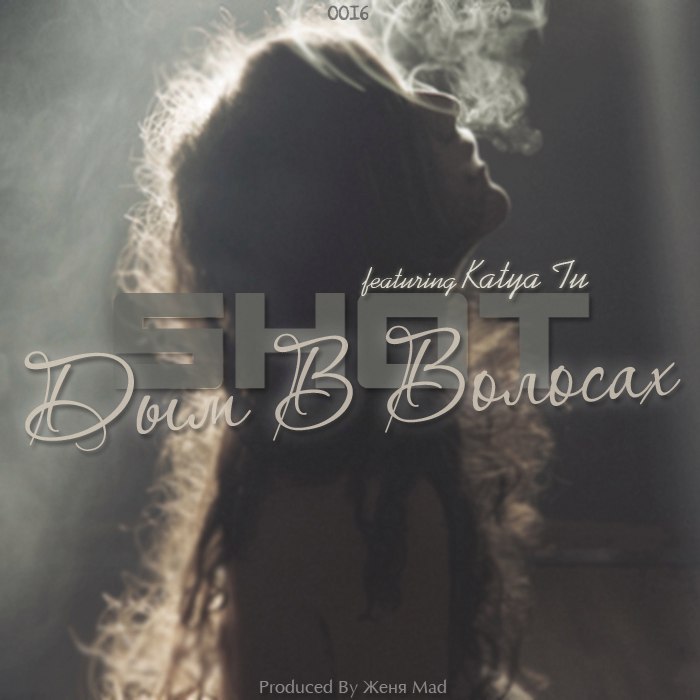 0016
featuring Katya Tu
SHOT
Дым В Волосах
Produced By Женя Mad